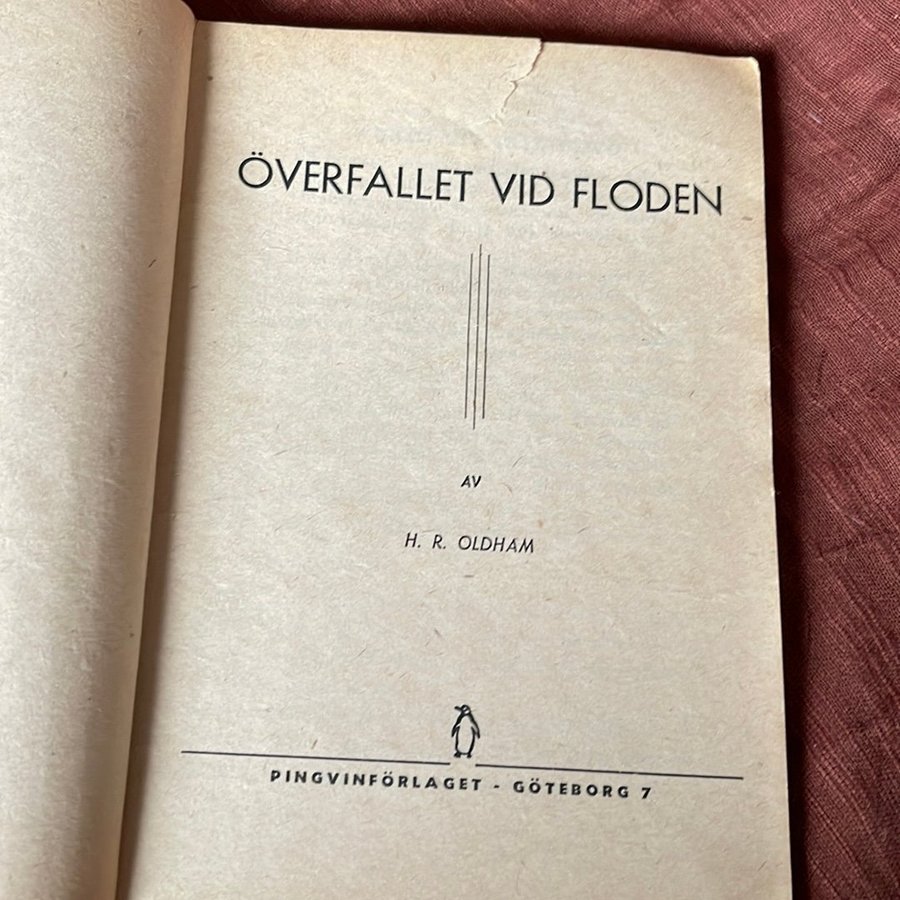 ÖVERFALLET VID FLODEN
AV
H. R. OLDHAM
PINGVINFÖRLAGET - GÖTEBORG 7